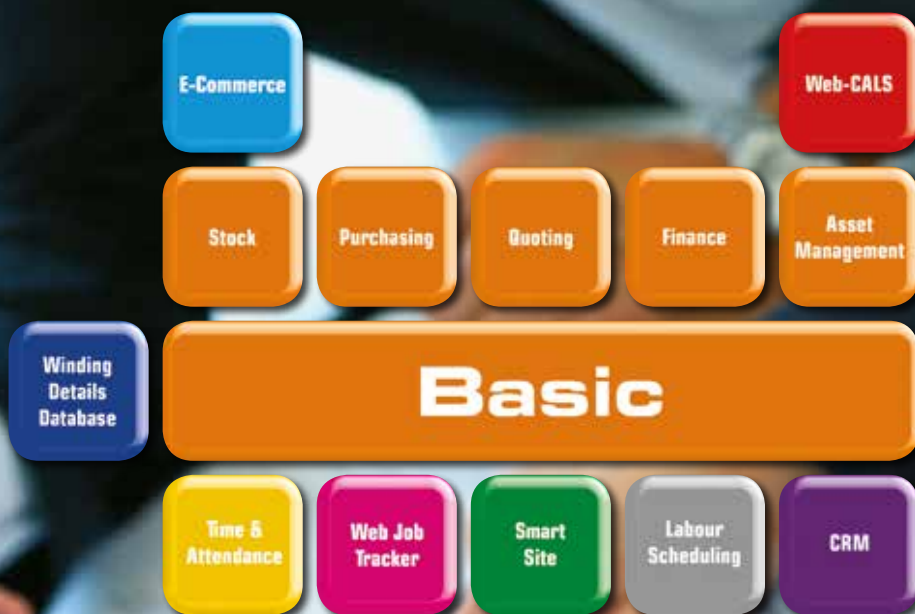 E-Commerce
Web-CALS
Stock
Purchasing
Quoting
Finance
Asset
Management
Winding
Details
Database
Basic
Time &
Attendance
Web Job
Tracker
Smart
Site
Labour
Scheduling
CRM